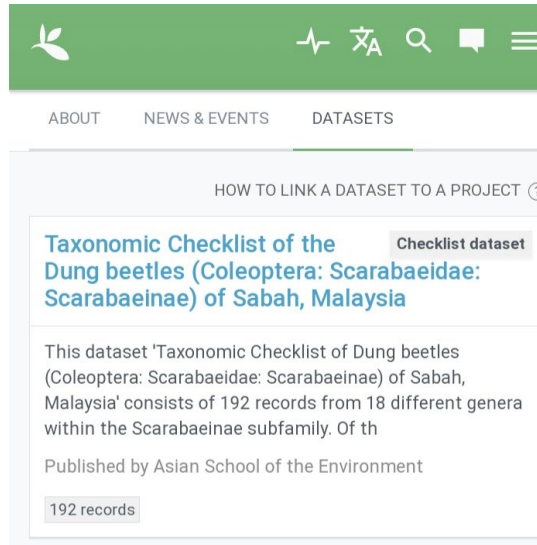 ABOUT NEWS & EVENTS DATASETS
HOW TO LINK A DATASET TO A PROJECT
Taxonomic Checklist of the
Checklist dataset
Dung beetles (Coleoptera: Scarabaeidae:
Scarabaeinae) of Sabah, Malaysia
This dataset 'Taxonomic Checklist of Dung beetles
(Coleoptera: Scarabaeidae: Scarabaeinae) of Sabah,
Malaysia' consists of 192 records from 18 different genera
within the Scarabaeinae subfamily. Of th
Published by Asian School of the Environment
192 records